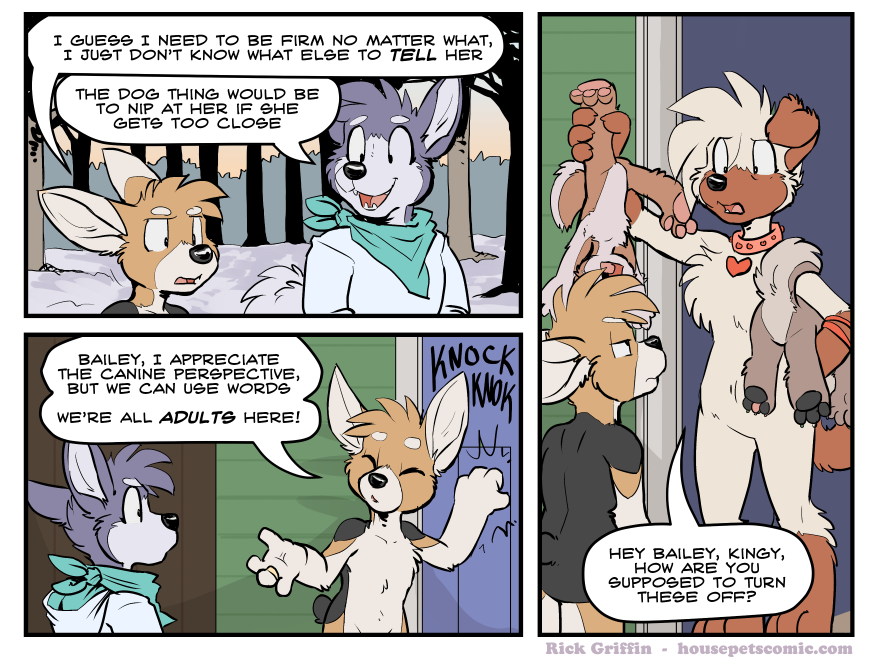 I GUESS I NEED TO BE FIRM NO MATTER WHAT,
I JUST DON'T KNOW WHAT ELSE TO TELL HER
THE DOG THING WOULD BE
TO NIP AT HER IF SHE
GETS TOO CLOSE
BAILEY, I APPRECIATE
THE CANINE PERSPECTIVE,
BUT WE CAN USE WORDS
WE'RE ALL ADULTS HERE!
KNOCK
KNOK
HEY BAILEY, KINGY,
HOW ARE YOU
SUPPOSED TO TURN
THESE OFF?
Rick Griffin - housepetscomic.com